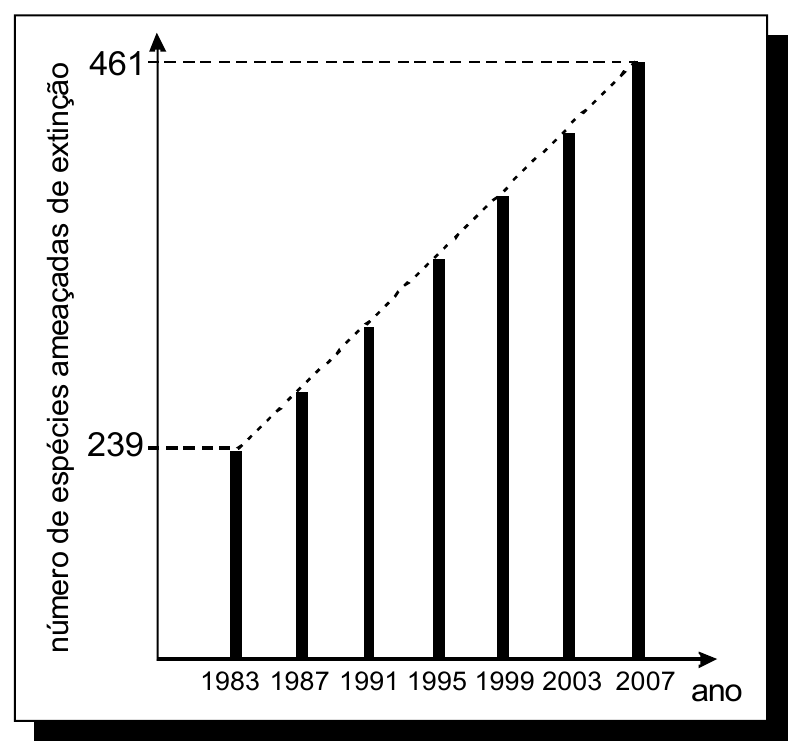 número de espécies ameaçadas de extinção
461
239
1983 1987 1991 1995 1999 2003 2007
ano